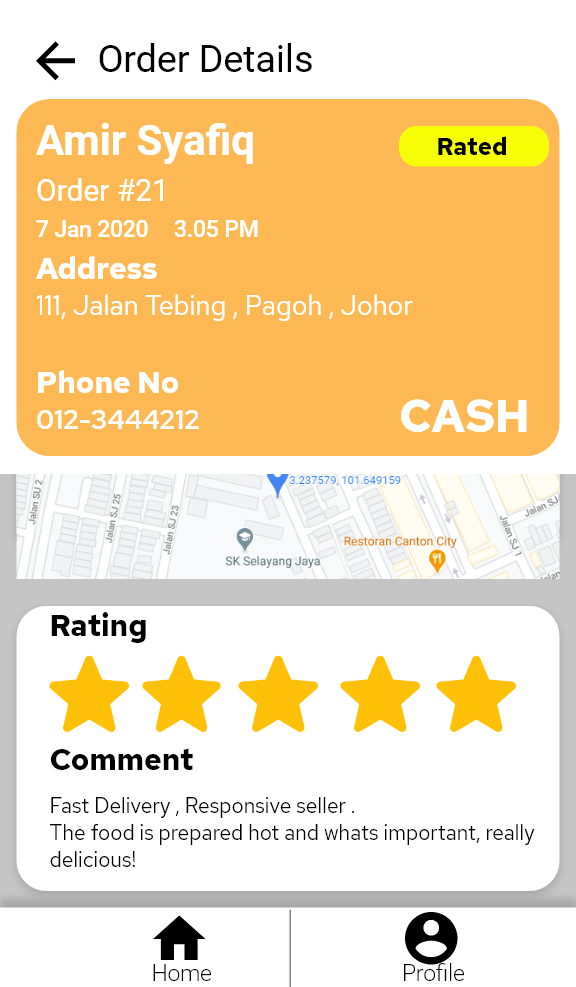 Order Details
Amir Syafiq
Rated
Order #21
7 Jan 2020 3.05 PM
Address
111, Jalan Tebing , Pagoh , Johor
Phone No
012-3444212
CASH
3.237579, 101.649159
Jalan SU 2
Jalan SJ 25
Jalan SJ 23
Jalan SJ 1
Jalan SJ
Restoran Canton City
SK Selayang Jaya
Rating
Comment
Fast Delivery , Responsive seller .
The food is prepared hot and whats important, really
delicious!
Home
Profile